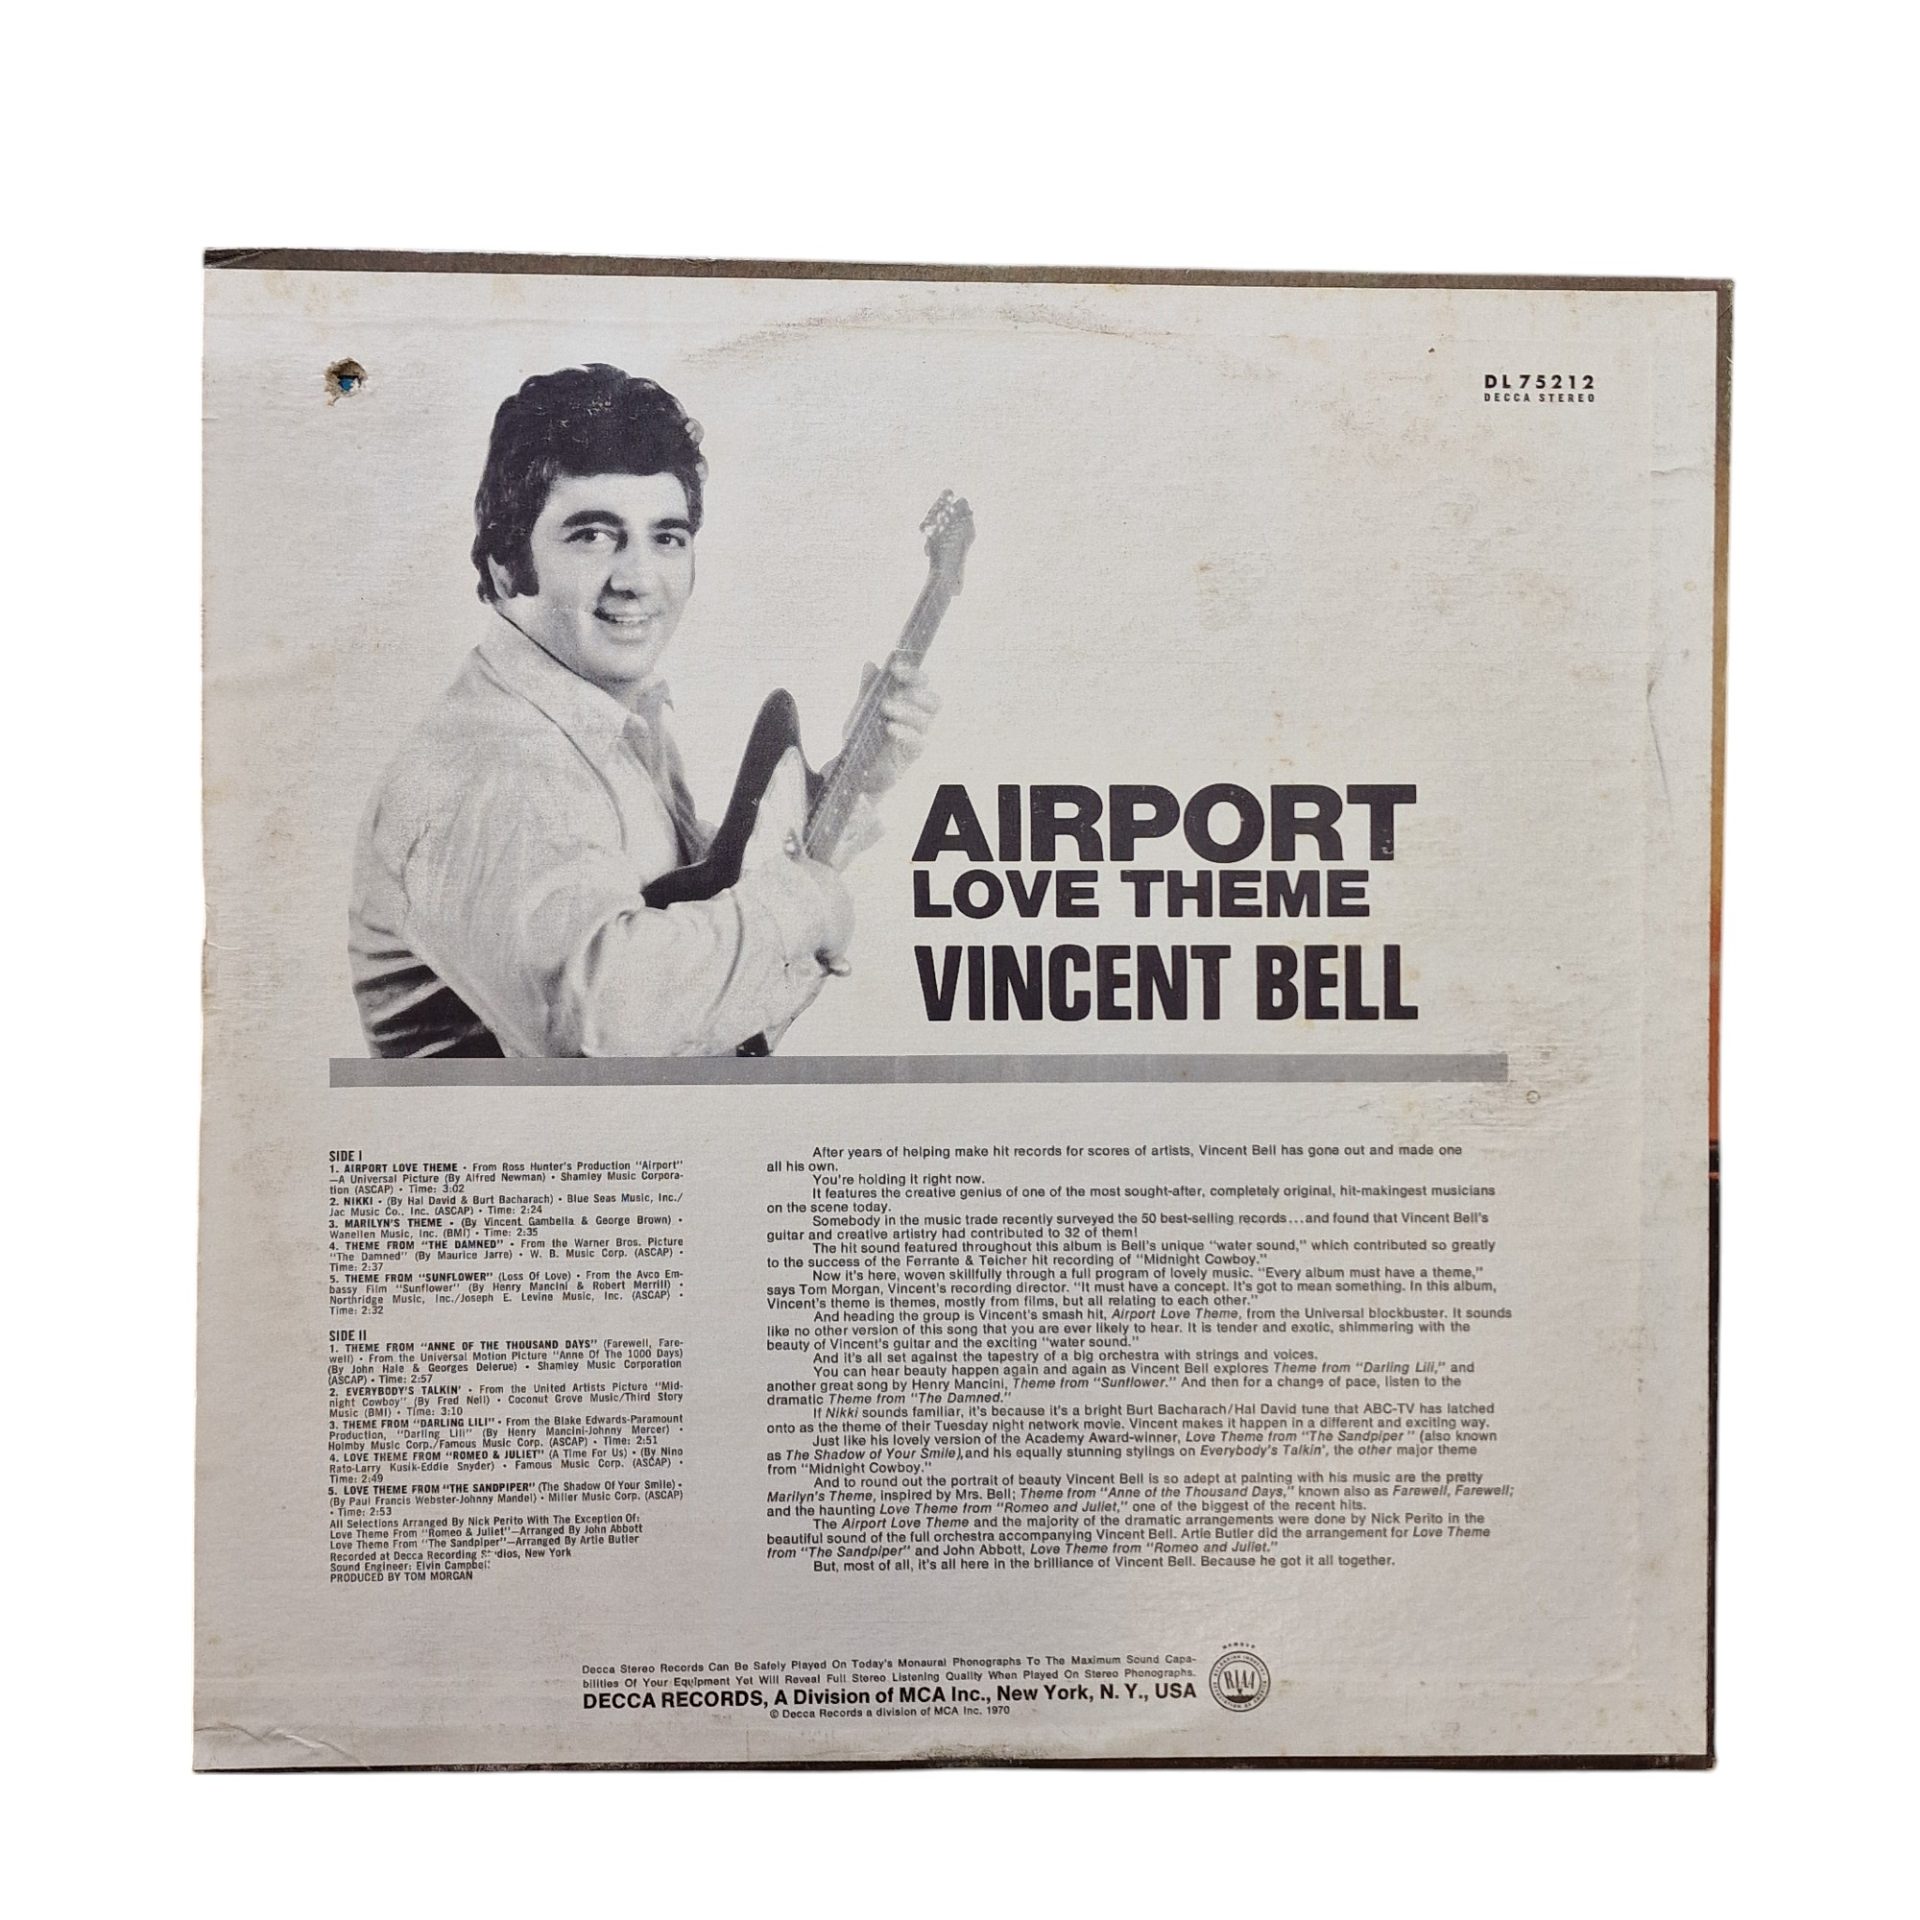 DL 75212
DECCA STEREO
AIRPORT
LOVE THEME
VINCENT BELL
SIDE I
1. AIRPORT LOVE THEME • From Ross Hunter's Production "Airport"
—A Universal Picture (By Alfred Newman) • Shamley Music Corpora-
tion (ASCAP) • Time: 3:02
2. NIKKI • (By Hal David & Burt Bacharach) • Blue Seas Music, Inc./
Jac Music Co., Inc. (ASCAP) • Time: 2:24
3. MARILYN'S THEME • (By Vincent Gambella & George Brown) •
Wanellen Music, Inc. (BMI) • Time: 2:35
4. THEME FROM "THE DAMNED" • From the Warner Bros. Picture
"The Damned" (By Maurice Jarre) • W. B. Music Corp. (ASCAP) •
Time: 2:37
5. THEME FROM "SUNFLOWER" (Loss Of Love) • From the Avco Em-
bassy Film "Sunflower" (By Henry Mancini & Robert Merrill) •
Northridge Music, Inc./Joseph E. Levine Music, Inc. (ASCAP) •
Time: 2:32
SIDE II
1. THEME FROM "ANNE OF THE THOUSAND DAYS" (Farewell, Fare-
well) • From the Universal Motion Picture "Anne Of The 1000 Days)
(By John Hale & Georges Delerue) • Shamley Music Corporation
(ASCAP) • Time: 2:57
2. EVERYBODY'S TALKIN' • From the United Artists Picture "Mid-
night Cowboy" (By Fred Neil) • Coconut Grove Music/Third Story
Music (BMI) • Time: 3:10
3. THEME FROM "DARLING LILI" • From the Blake Edwards-Paramount
Production, "Darling Lili" (By Henry Mancini-Johnny Mercer) •
Holmby Music Corp./Famous Music Corp. (ASCAP) • Time: 2:51
4. LOVE THEME FROM "ROMEO & JULIET" (A Time For Us) • (By Nino
Rato-Larry Kusik-Eddie Snyder) • Famous Music Corp. (ASCAP) •
Time: 2:49
5. LOVE THEME FROM "THE SANDPIPER" (The Shadow Of Your Smile) •
(By Paul Francis Webster-Johnny Mandel) • Miller Music Corp. (ASCAP)
• Time: 2:53
All Selections Arranged By Nick Perito With The Exception Of:
Love Theme From "Romeo & Juliet"—Arranged By John Abbott
Love Theme From "The Sandpiper"—Arranged By Artie Butler
Recorded at Decca Recording Studios, New York
Sound Engineer: Elvin Campbell
PRODUCED BY TOM MORGAN
After years of helping make hit records for scores of artists, Vincent Bell has gone out and made one
all his own.
You're holding it right now.
It features the creative genius of one of the most sought-after, completely original, hit-makingest musicians
on the scene today.
Somebody in the music trade recently surveyed the 50 best-selling records...and found that Vincent Bell's
guitar and creative artistry had contributed to 32 of them!
The hit sound featured throughout this album is Bell's unique "water sound," which contributed so greatly
to the success of the Ferrante & Teicher hit recording of "Midnight Cowboy."
Now it's here, woven skillfully through a full program of lovely music. "Every album must have a theme,"
says Tom Morgan, Vincent's recording director. "It must have a concept. It's got to mean something. In this album,
Vincent's theme is themes, mostly from films, but all relating to each other."
And heading the group is Vincent's smash hit, Airport Love Theme, from the Universal blockbuster. It sounds
like no other version of this song that you are ever likely to hear. It is tender and exotic, shimmering with the
beauty of Vincent's guitar and the exciting "water sound."
And it's all set against the tapestry of a big orchestra with strings and voices.
You can hear beauty happen again and again as Vincent Bell explores Theme from "Darling Lili," and
another great song by Henry Mancini, Theme from "Sunflower." And then for a change of pace, listen to the
dramatic Theme from "The Damned."
If Nikki sounds familiar, it's because it's a bright Burt Bacharach/Hal David tune that ABC-TV has latched
onto as the theme of their Tuesday night network movie. Vincent makes it happen in a different and exciting way.
Just like his lovely version of the Academy Award-winner, Love Theme from "The Sandpiper" (also known
as The Shadow of Your Smile),and his equally stunning stylings on Everybody's Talkin', the other major theme
from "Midnight Cowboy."
And to round out the portrait of beauty Vincent Bell is so adept at painting with his music are the pretty
Marilyn's Theme, inspired by Mrs. Bell; Theme from "Anne of the Thousand Days," known also as Farewell, Farewell;
and the haunting Love Theme from "Romeo and Juliet," one of the biggest of the recent hits.
The Airport Love Theme and the majority of the dramatic arrangements were done by Nick Perito in the
beautiful sound of the full orchestra accompanying Vincent Bell. Artie Butler did the arrangement for Love Theme
from "The Sandpiper" and John Abbott, Love Theme from "Romeo and Juliet."
But, most of all, it's all here in the brilliance of Vincent Bell. Because he got it all together.
Decca Stereo Records Can Be Safely Played On Today's Monaural Phonographs To The Maximum Sound Capa-
bilities Of Your Equipment Yet Will Reveal Full Stereo Listening Quality When Played On Stereo Phonographs.
DECCA RECORDS, A Division of MCA Inc., New York, N. Y., USA
© Decca Records a division of MCA Inc. 1970
MEMBER
RIAA